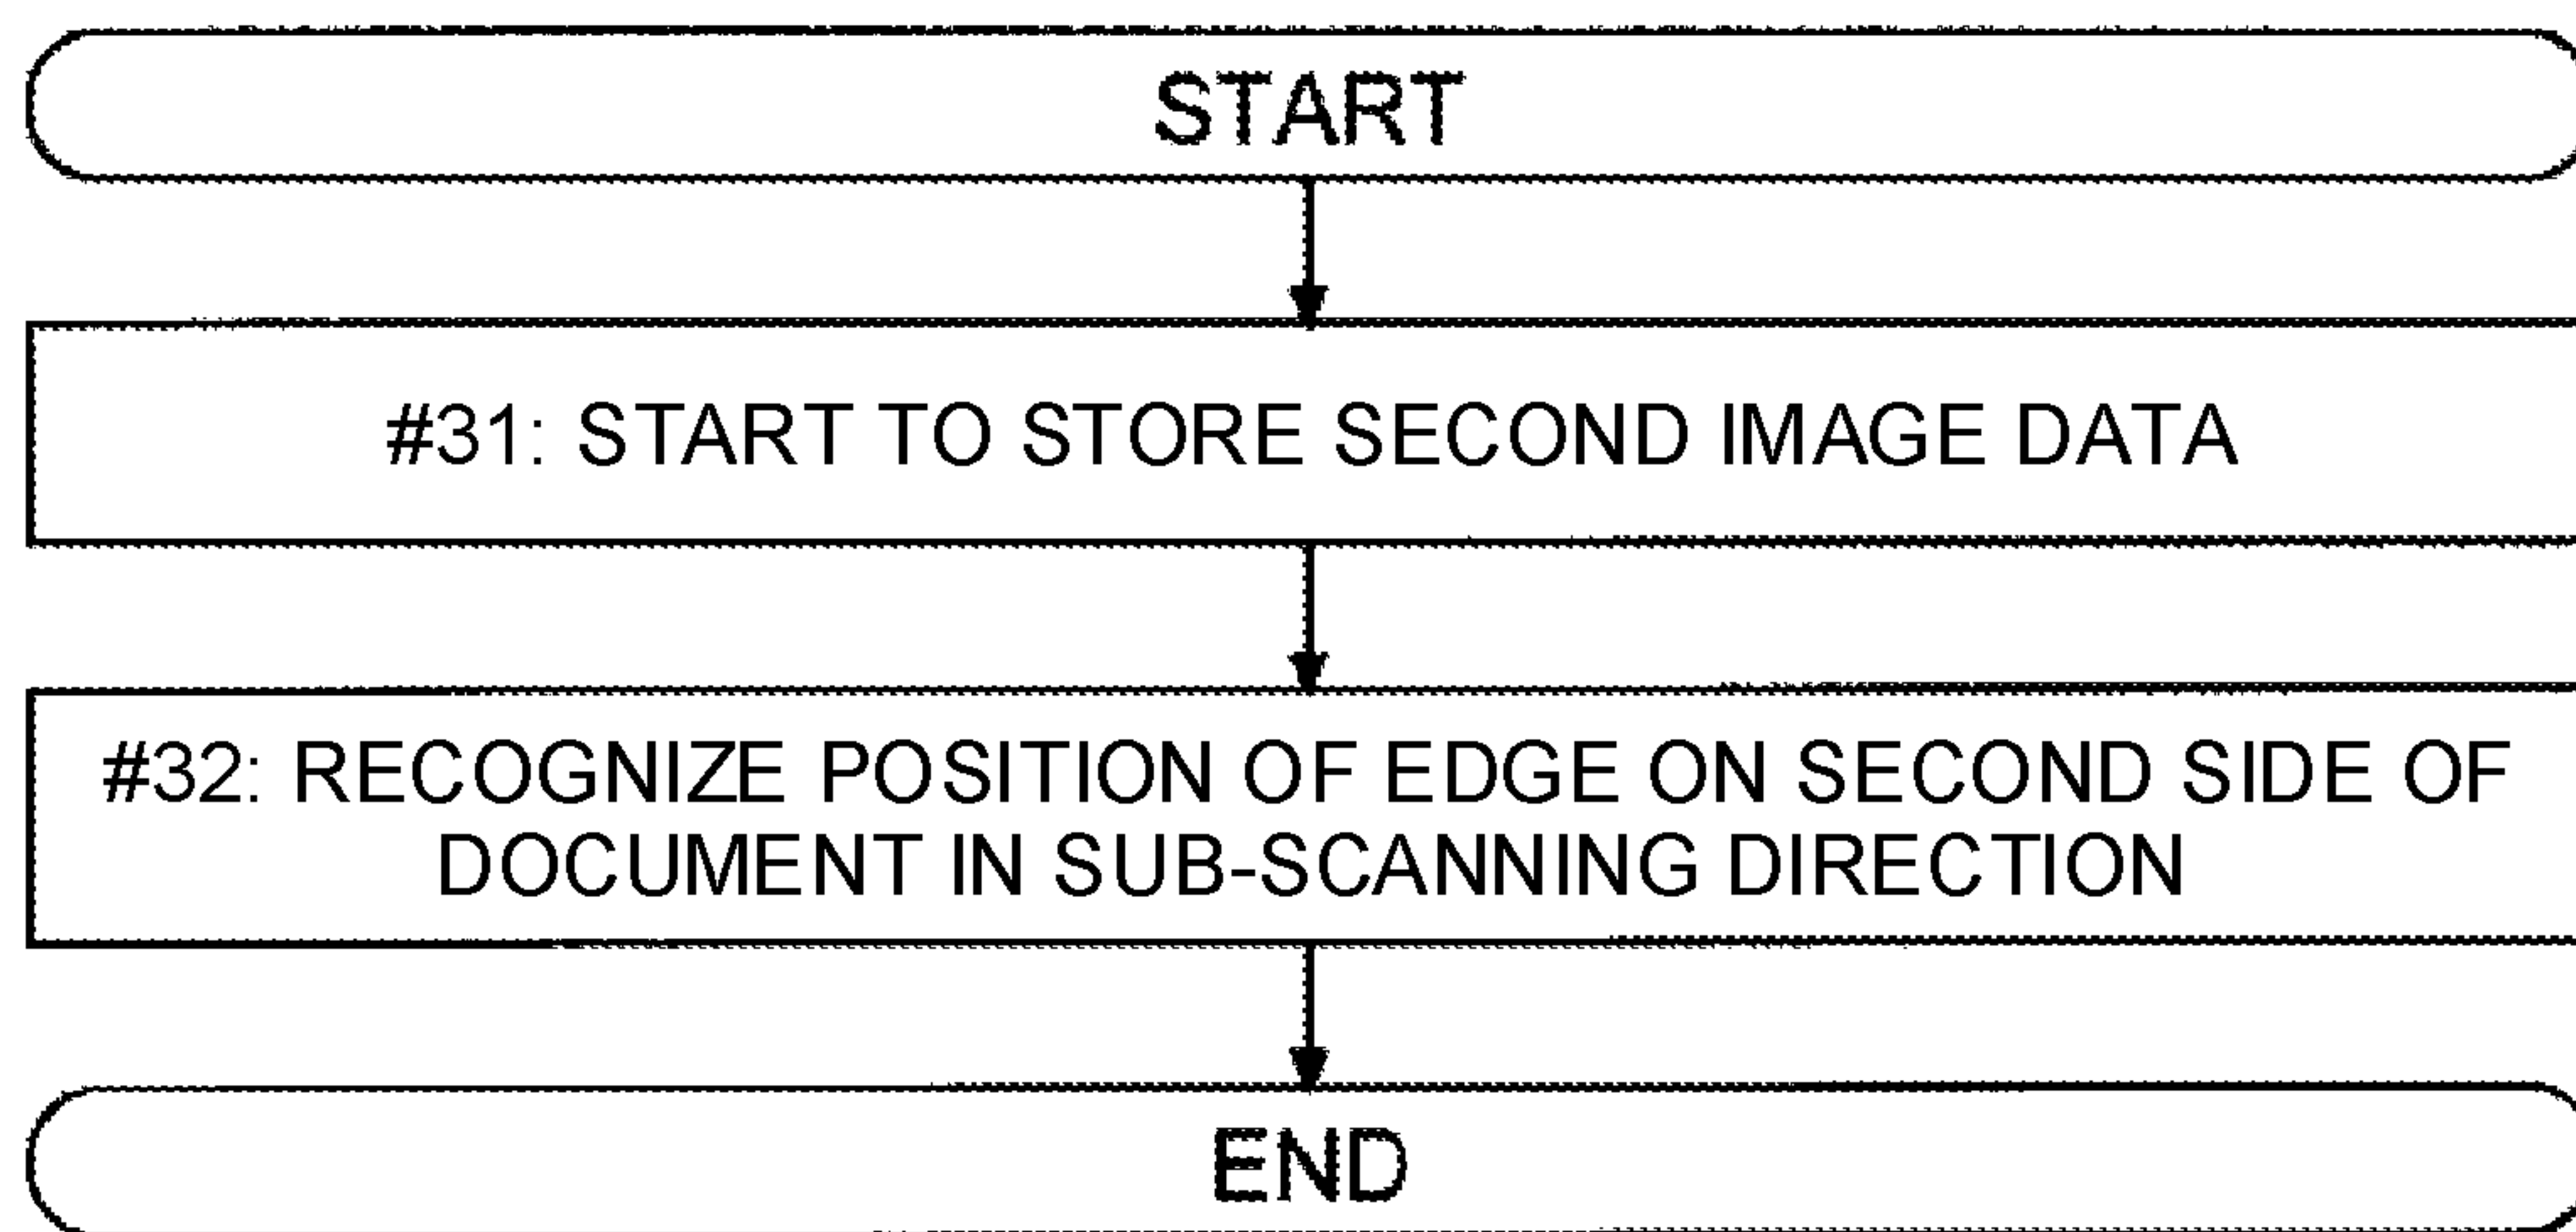 START
#31: START TO STORE SECOND IMAGE DATA
#32: RECOGNIZE POSITION OF EDGE ON SECOND SIDE OF
DOCUMENT IN SUB-SCANNING DIRECTION
END